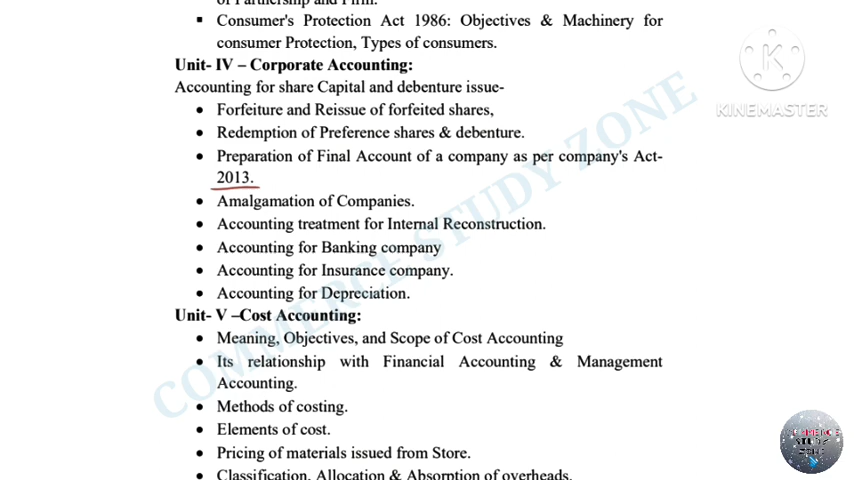 of Partnership and Firm.
▪ Consumer's Protection Act 1986: Objectives & Machinery for
consumer Protection, Types of consumers.
Unit- IV – Corporate Accounting:
Accounting for share Capital and debenture issue-
• Forfeiture and Reissue of forfeited shares,
• Redemption of Preference shares & debenture.
• Preparation of Final Account of a company as per company's Act-
2013.
• Amalgamation of Companies.
• Accounting treatment for Internal Reconstruction.
• Accounting for Banking company
• Accounting for Insurance company.
• Accounting for Depreciation.
Unit- V –Cost Accounting:
• Meaning, Objectives, and Scope of Cost Accounting
• Its relationship with Financial Accounting & Management
Accounting.
• Methods of costing.
• Elements of cost.
• Pricing of materials issued from Store.
• Classification, Allocation & Absorption of overheads.
COMMERCE STUDY ZONE
K
KINEMASTER
COMMERCE
STUDY
ZONE